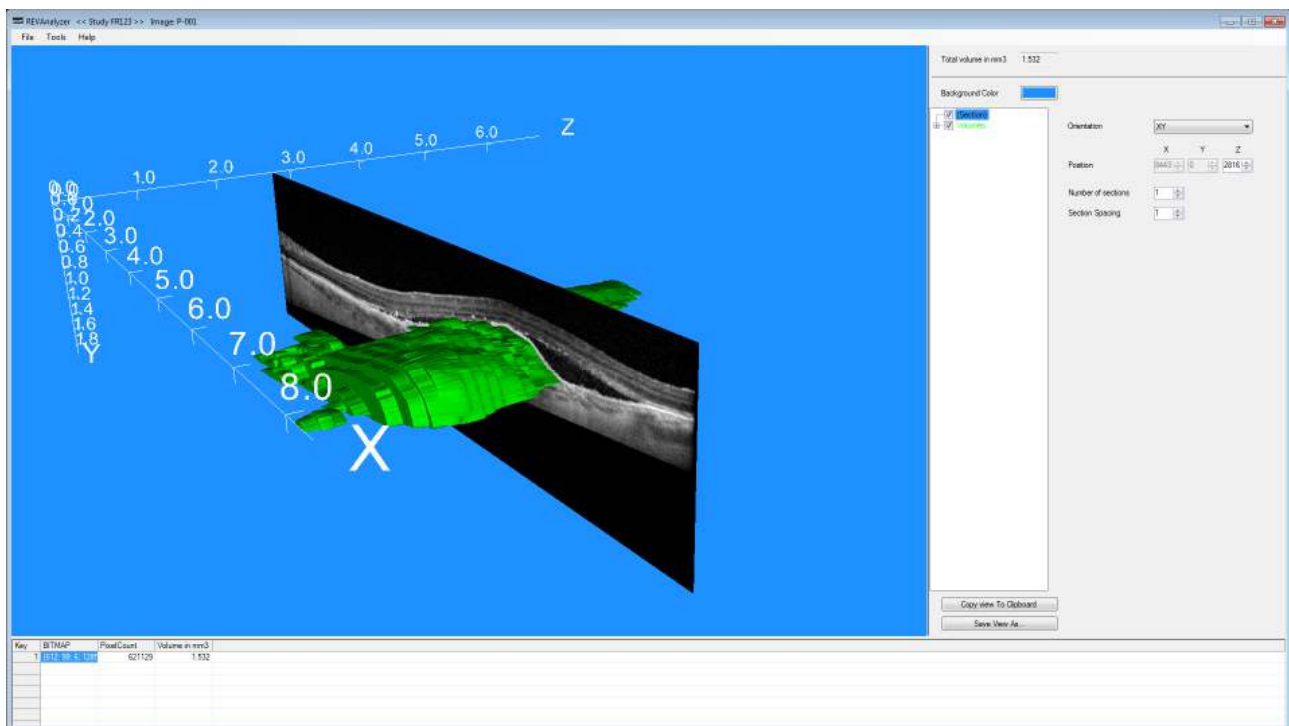 REVAnalyzer << Study FR123 >> Image: P-001
File Tools Help
Total volume in mm3 1.532
Background Color
(Section)
Volumes
Orientation XY
X Y Z
Position 0 2816
Number of sections 1
Section Spacing 1
0.0 1.0 2.0 3.0 4.0 5.0 6.0 Z
2.0 3.0 4.0 5.0 6.0 7.0 8.0 X
0.4 0.6 0.8 1.0 1.2 1.4 1.6 1.8 Y
Copy view To Clipboard
Save View As...
Key BITMAP PixelCount Volume in mm3
1 621129 1.532